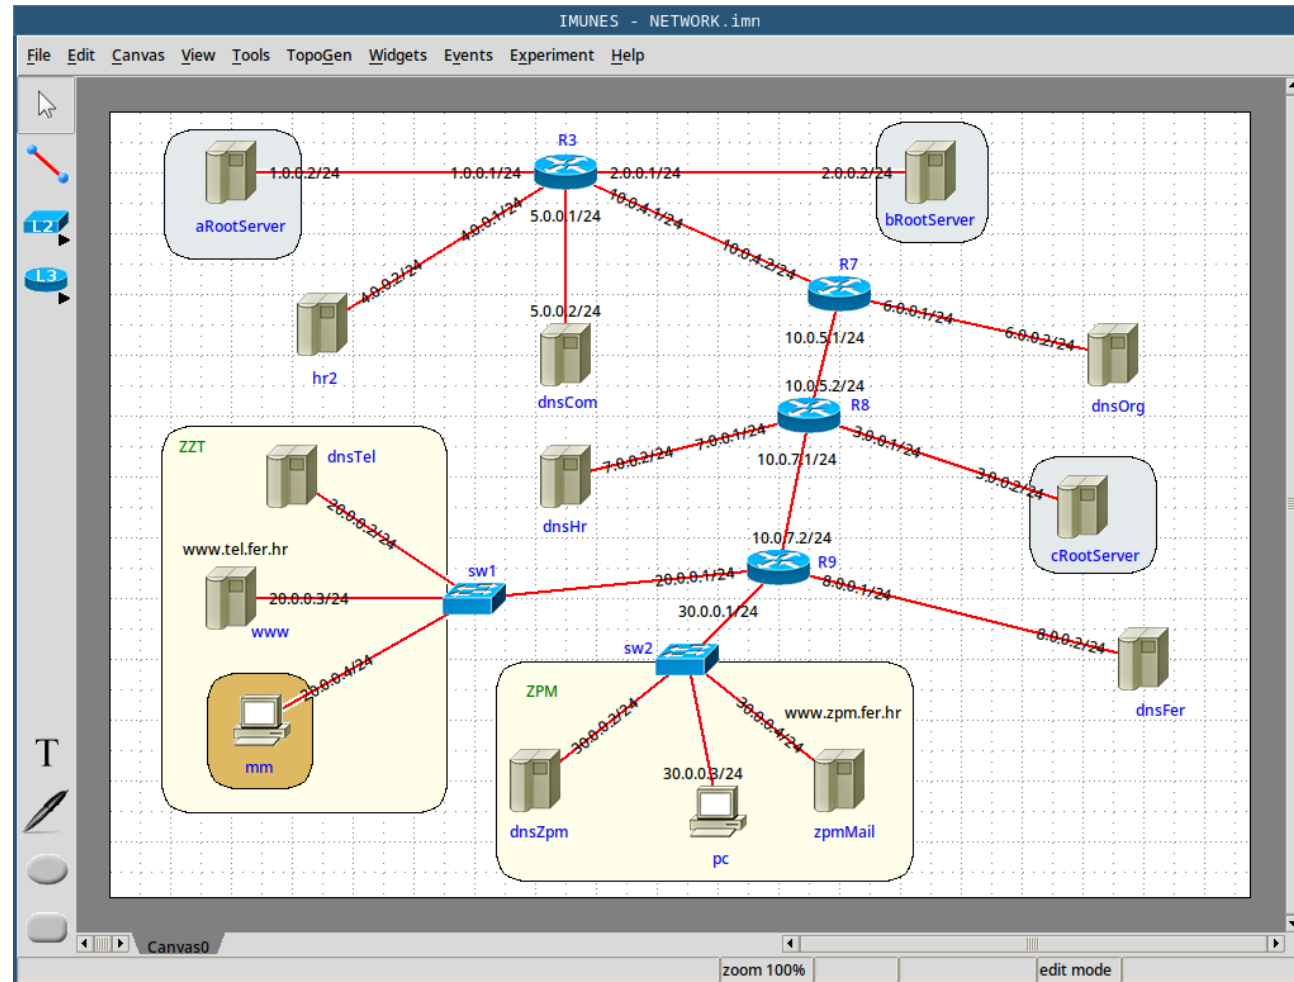 IMUNES - NETWORK.imn
File Edit Canvas View Tools TopoGen Widgets Events Experiment Help
L2
L3
T
R3
1.0.0.2/24
1.0.0.1/24
2.0.0.1/24
2.0.0.2/24
aRootServer
bRootServer
4.0.0.1/24
5.0.0.1/24
10.0.4.1/24
10.0.4.2/24
4.0.0.2/24
R7
5.0.0.2/24
6.0.0.1/24
6.0.0.2/24
10.0.5.1/24
hr2
dnsCom
10.0.5.2/24
R8
dnsOrg
7.0.0.1/24
7.0.0.2/24
3.0.0.1/24
3.0.0.2/24
10.0.7.1/24
ZZT
dnsTel
20.0.0.2/24
dnsHr
10.0.7.2/24
cRootServer
www.tel.fer.hr
sw1
R9
20.0.0.1/24
8.0.0.1/24
20.0.0.3/24
www
30.0.0.1/24
8.0.0.2/24
sw2
20.0.0.4/24
ZPM
30.0.0.2/24
30.0.0.4/24
www.zpm.fer.hr
dnsFer
mm
30.0.0.3/24
dnsZpm
zpmMail
pc
Canvas0
zoom 100%
edit mode